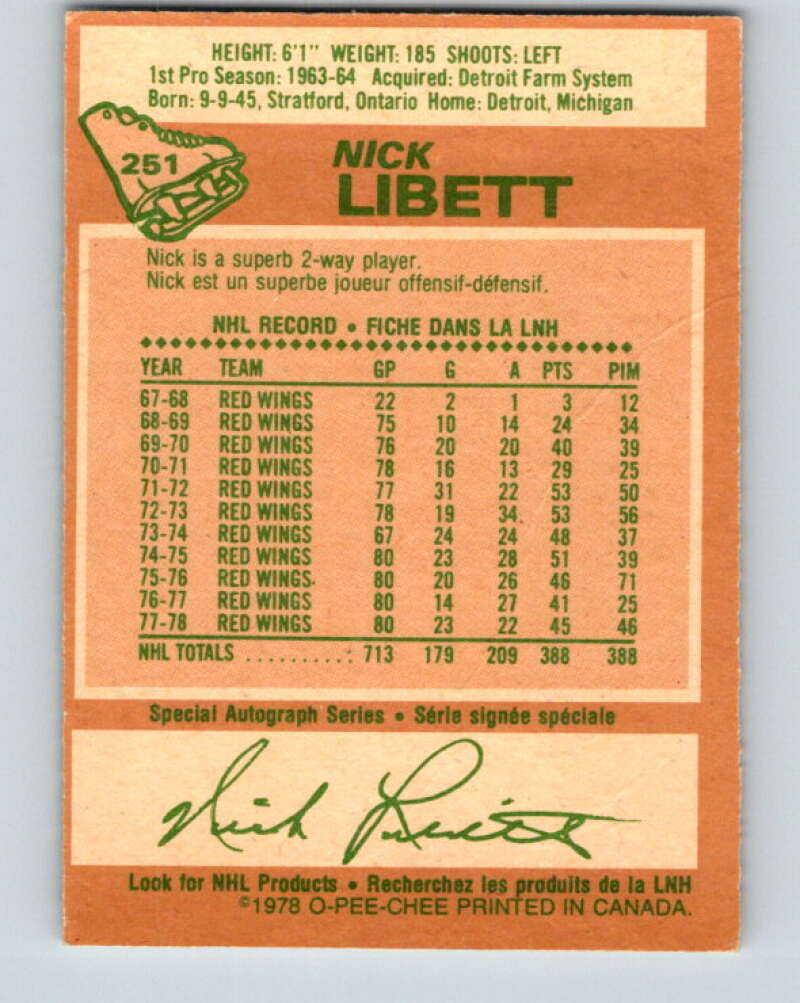 HEIGHT: 6'1" WEIGHT: 185 SHOOTS: LEFT
1st Pro Season: 1963-64 Acquired: Detroit Farm System
Born: 9-9-45, Stratford, Ontario Home: Detroit, Michigan
251
NICK
LIBETT
Nick is a superb 2-way player.
Nick est un superbe joueur offensif-défensif.
NHL RECORD • FICHE DANS LA LNH
YEAR TEAM GP G A PTS PIM
67-68 RED WINGS 22 2 1 3 12
68-69 RED WINGS 75 10 14 24 34
69-70 RED WINGS 76 20 20 40 39
70-71 RED WINGS 78 16 13 29 25
71-72 RED WINGS 77 31 22 53 50
72-73 RED WINGS 78 19 34 53 56
73-74 RED WINGS 67 24 24 48 37
74-75 RED WINGS 80 23 28 51 39
75-76 RED WINGS 80 20 26 46 71
76-77 RED WINGS 80 14 27 41 25
77-78 RED WINGS 80 23 22 45 46
NHL TOTALS .......... 713 179 209 388 388
Special Autograph Series • Série signée spéciale
Nick Libett
Look for NHL Products • Recherchez les produits de la LNH
©1978 O-PEE-CHEE PRINTED IN CANADA.